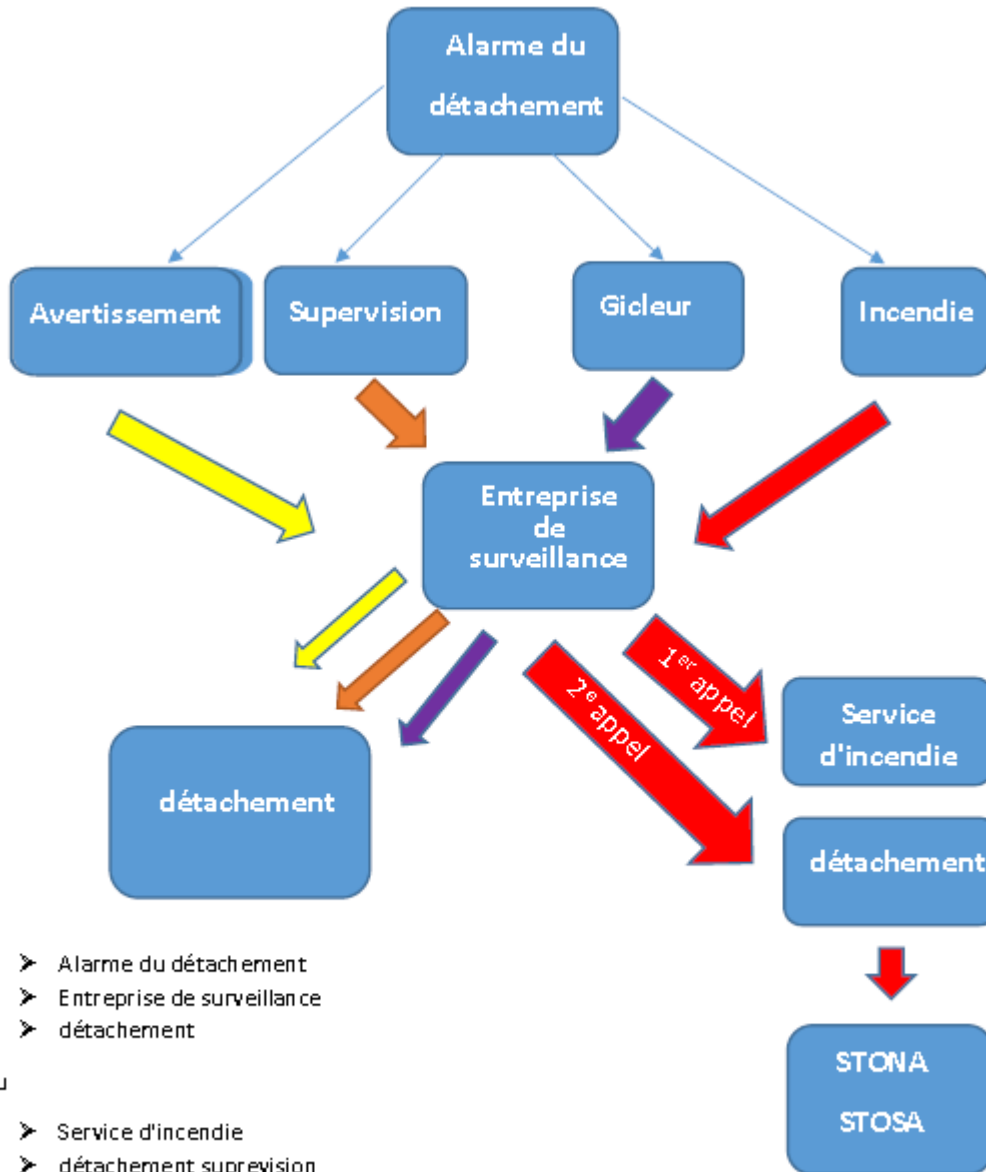 Alarme du
détachement
Avertissement
Supervision
Gicleur
Incendie
Entreprise
de
surveillance
1er appel
2e appel
Service
d'incendie
détachement
détachement
➤ Alarme du détachement
➤ Entreprise de surveillance
➤ détachement
STONA
STOSA
➤ Service d'incendie
➤ détachement suprevision